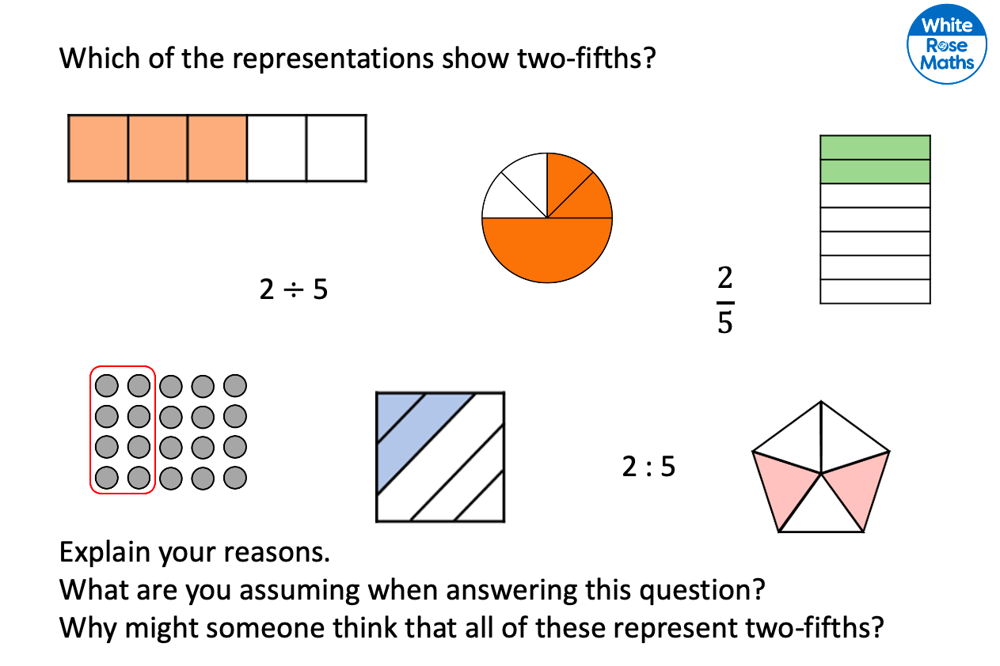 Which of the representations show two-fifths?
White
Rose
Maths
2 ÷ 5
2
5
2 : 5
Explain your reasons.
What are you assuming when answering this question?
Why might someone think that all of these represent two-fifths?